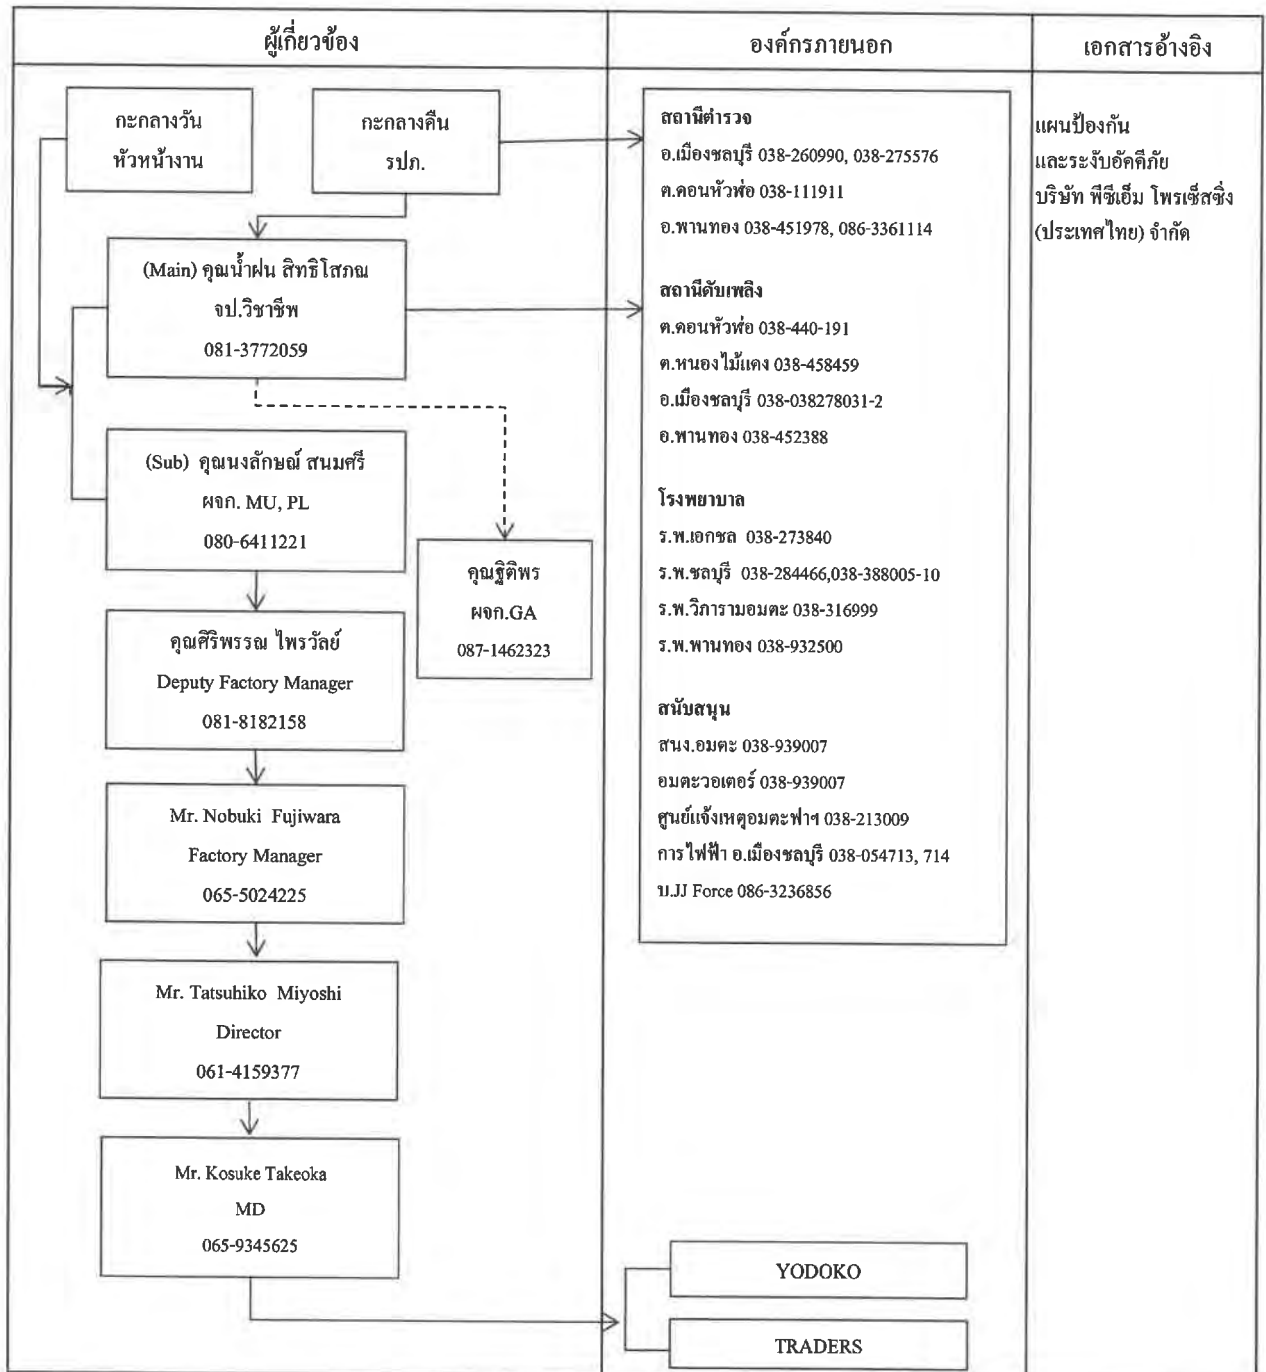 ผู้เกี่ยวข้อง
องค์กรภายนอก
เอกสารอ้างอิง
กะกลางวัน
หัวหน้างาน
กะกลางคืน
รปภ.
(Main) คุณน้ำฝน สิทธิโสภณ
จป.วิชาชีพ
081-3772059
(Sub) คุณนงลักษณ์ สนมศรี
ผจก. MU, PL
080-6411221
คุณฐิติพร
ผจก.GA
087-1462323
คุณศิริพรรณ ไพรวัลย์
Deputy Factory Manager
081-8182158
Mr. Nobuki Fujiwara
Factory Manager
065-5024225
Mr. Tatsuhiko Miyoshi
Director
061-4159377
Mr. Kosuke Takeoka
MD
065-9345625
สถานีตำรวจ
อ.เมืองชลบุรี 038-260990, 038-275576
ต.ดอนหัวฬ่อ 038-111911
อ.พานทอง 038-451978, 086-3361114
สถานีดับเพลิง
ต.ดอนหัวฬ่อ 038-440-191
ต.หนองไม้แดง 038-458459
อ.เมืองชลบุรี 038-038278031-2
อ.พานทอง 038-452388
โรงพยาบาล
ร.พ.เอกชล 038-273840
ร.พ.ชลบุรี 038-284466,038-388005-10
ร.พ.วิภารามอมตะ 038-316999
ร.พ.พานทอง 038-932500
สนับสนุน
สนง.อมตะ 038-939007
อมตะวอเตอร์ 038-939007
ศูนย์แจ้งเหตุอมตะฟาฯ 038-213009
การไฟฟ้า อ.เมืองชลบุรี 038-054713, 714
บ.JJ Force 086-3236856
YODOKO
TRADERS
แผนป้องกัน
และระงับอัคคีภัย
บริษัท พีซีเอ็ม โพรเซ็สซิ่ง
(ประเทศไทย) จำกัด